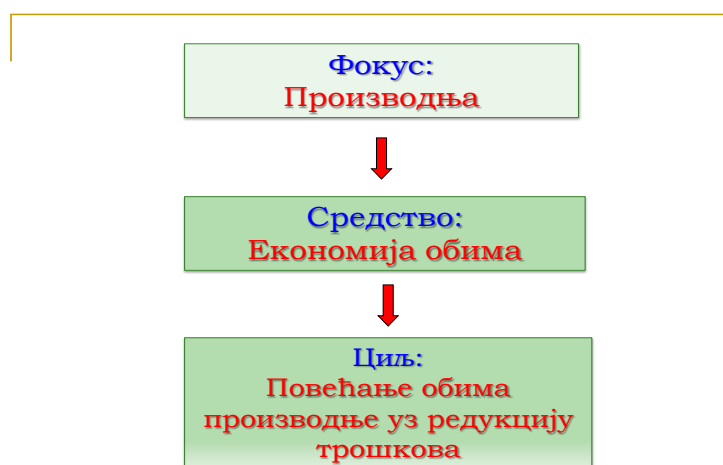 Фокус:
Производња
Средство:
Економија обима
Циљ:
Повећање обима
производње уз редукцију
трошкова